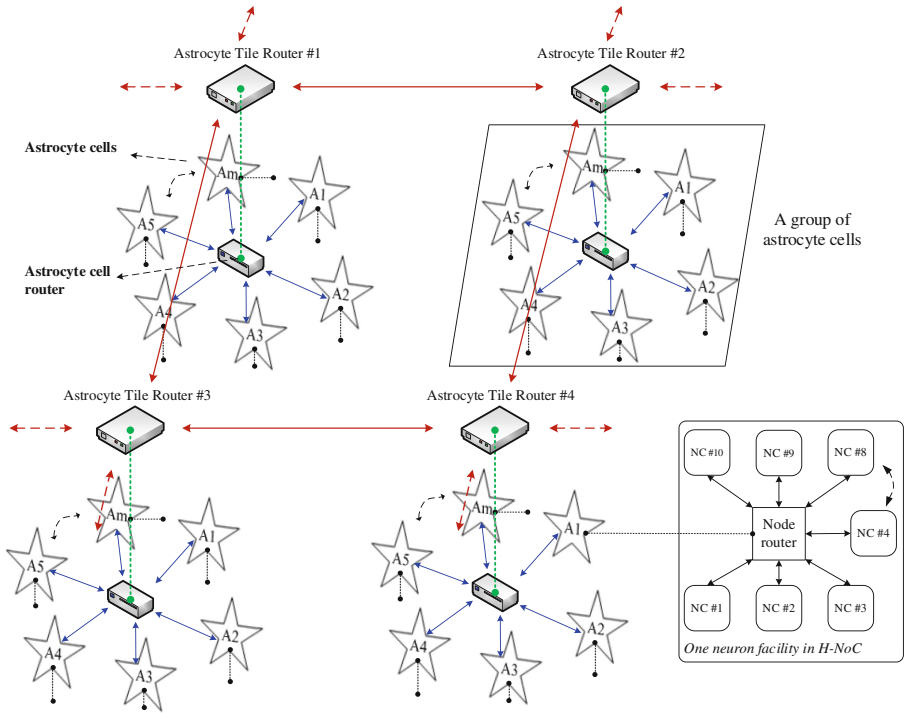 Astrocyte Tile Router #1
Astrocyte Tile Router #2
Astrocyte cells
Am
A1
A5
Astrocyte cell
router
A4
A3
A2
Am
A1
A5
A4
A3
A2
A group of
astrocyte cells
Astrocyte Tile Router #3
Astrocyte Tile Router #4
Am
A1
A5
A4
A3
A2
Am
A1
A5
A4
A3
A2
NC #10
NC #9
NC #8
Node
router
NC #4
NC #1
NC #2
NC #3
One neuron facility in H-NoC